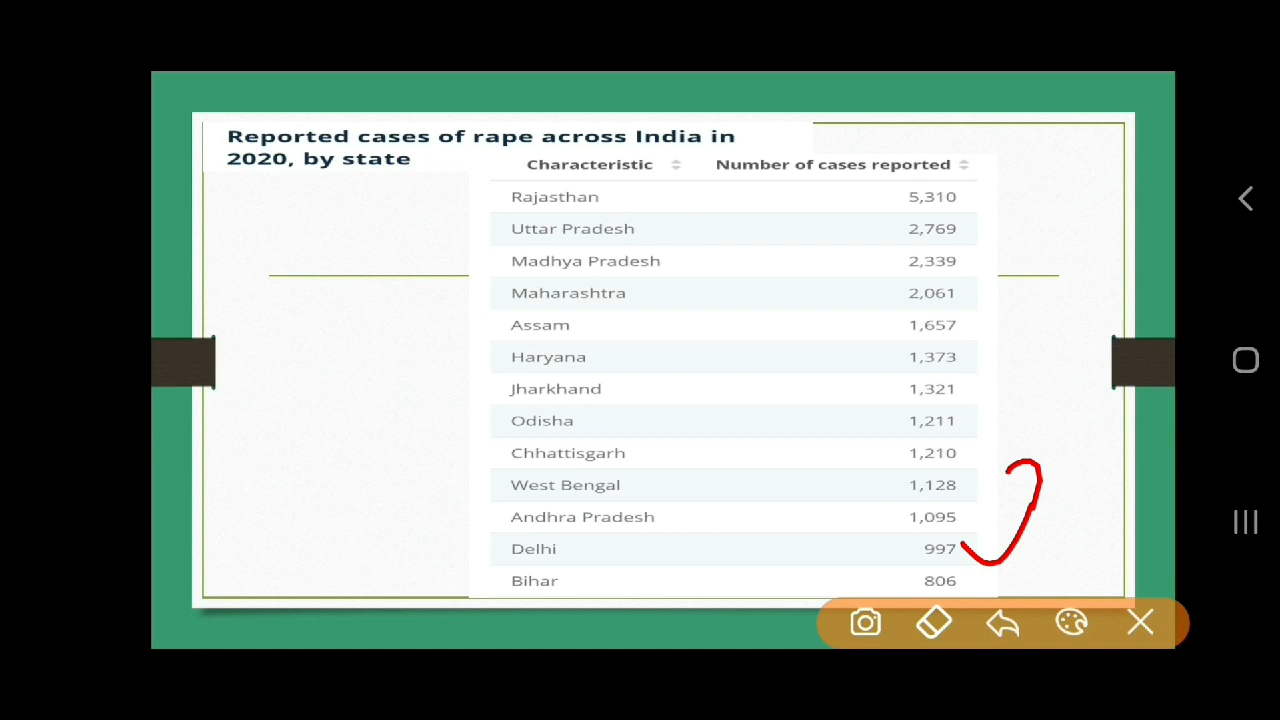 Reported cases of rape across India in
2020, by state
Characteristic Number of cases reported
Rajasthan 5,310
Uttar Pradesh 2,769
Madhya Pradesh 2,339
Maharashtra 2,061
Assam 1,657
Haryana 1,373
Jharkhand 1,321
Odisha 1,211
Chhattisgarh 1,210
West Bengal 1,128
Andhra Pradesh 1,095
Delhi 997
Bihar 806